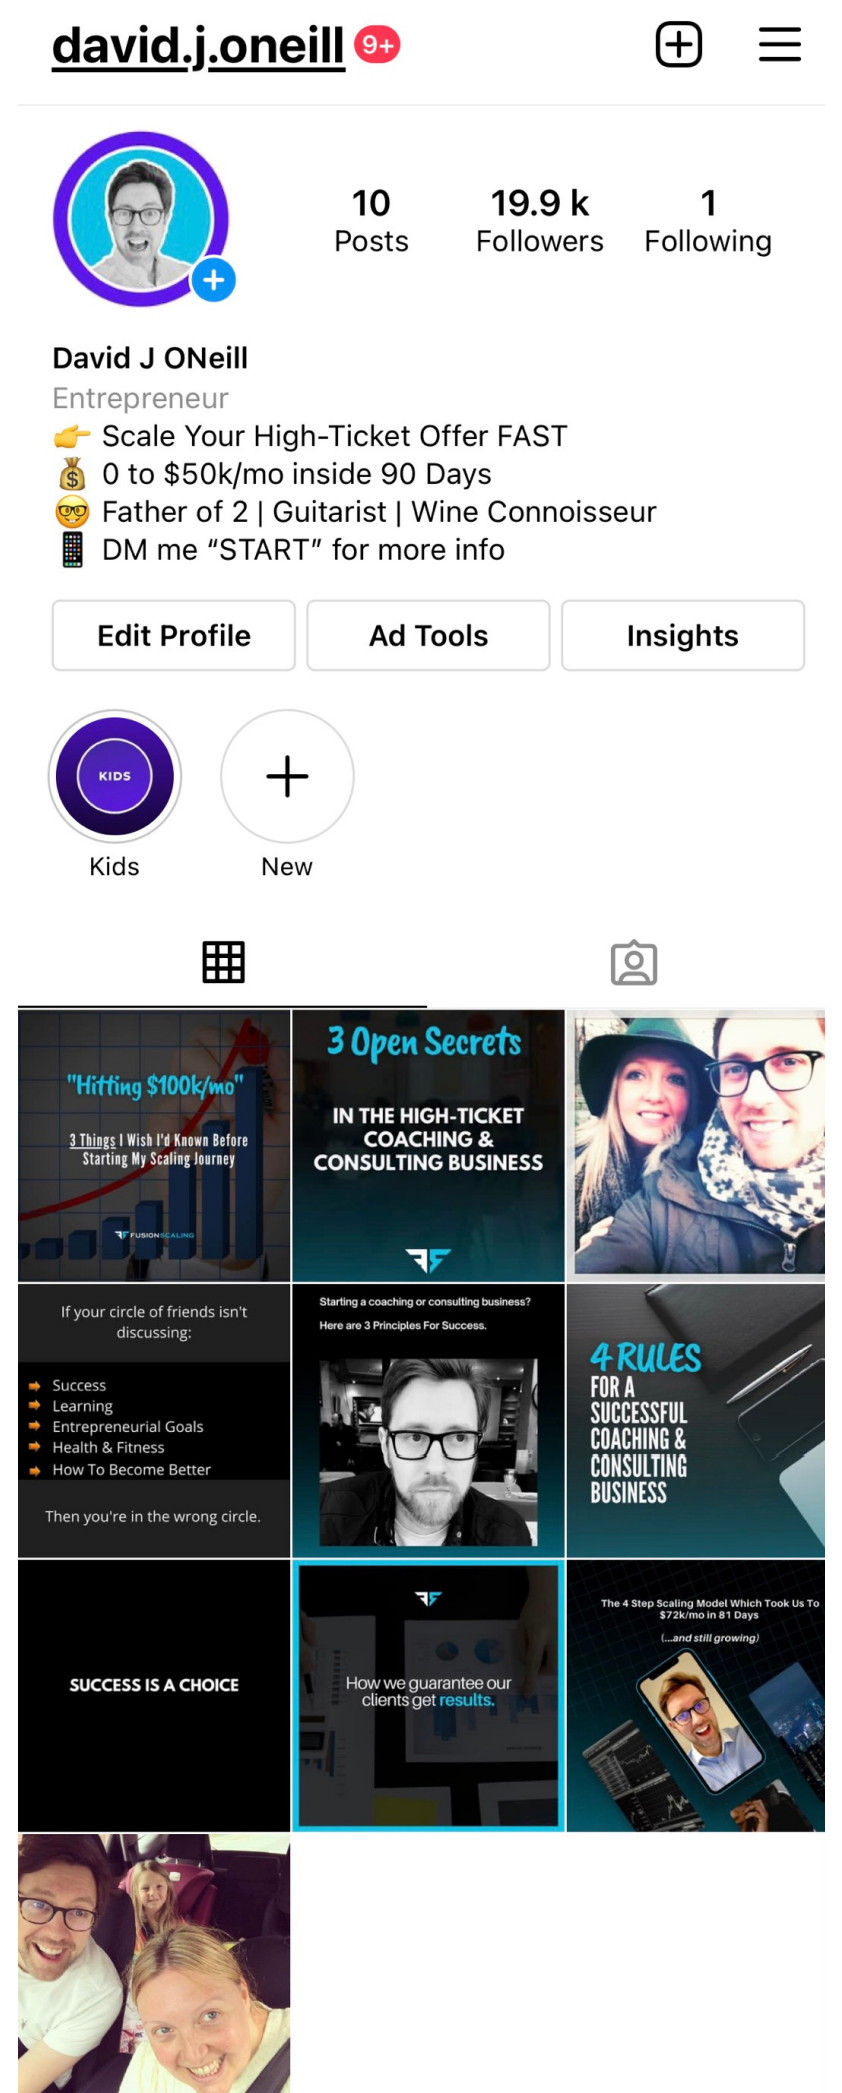 david.j.oneill 9+
10 19.9 k 1
Posts Followers Following
David J ONeill
Entrepreneur
👉 Scale Your High-Ticket Offer FAST
💰 0 to $50k/mo inside 90 Days
🤓 Father of 2 | Guitarist | Wine Connoisseur
📱 DM me “START” for more info
Edit Profile Ad Tools Insights
KIDS
Kids New
"Hitting $100k/mo"
3 Things I Wish I'd Known Before
Starting My Scaling Journey
FUSIONSCALING
3 Open Secrets
IN THE HIGH-TICKET
COACHING &
CONSULTING BUSINESS
If your circle of friends isn't
discussing:
Success
Learning
Entrepreneurial Goals
Health & Fitness
How To Become Better
Then you're in the wrong circle.
Starting a coaching or consulting business?
Here are 3 Principles For Success.
4 RULES
FOR A
SUCCESSFUL
COACHING &
CONSULTING
BUSINESS
SUCCESS IS A CHOICE
How we guarantee our
clients get results.
The 4 Step Scaling Model Which Took Us To
$72k/mo in 81 Days
(...and still growing)